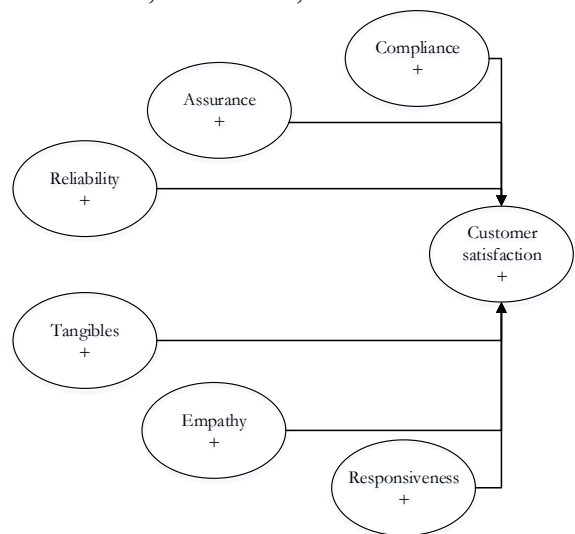 Compliance
+
Assurance
+
Reliability
+
Customer
satisfaction
+
Tangibles
+
Empathy
+
Responsiveness
+